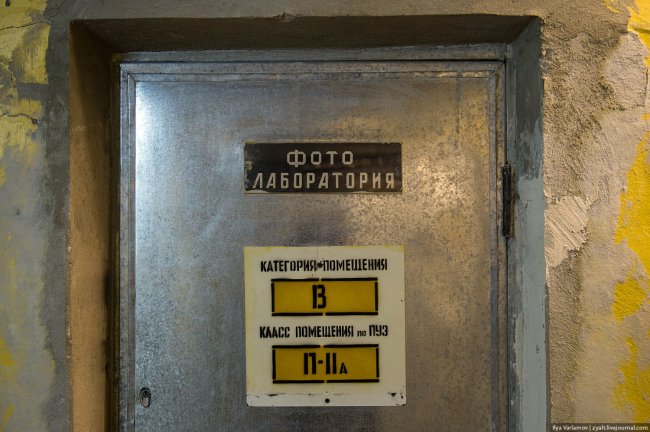 ФОТО
ЛАБОРАТОРИЯ
КАТЕГОРИЯ ПОМЕЩЕНИЯ
В
КЛАСС ПОМЕЩЕНИЯ по ПУЭ
П-IIА
Ilya Varlamov | zyalt.livejournal.com